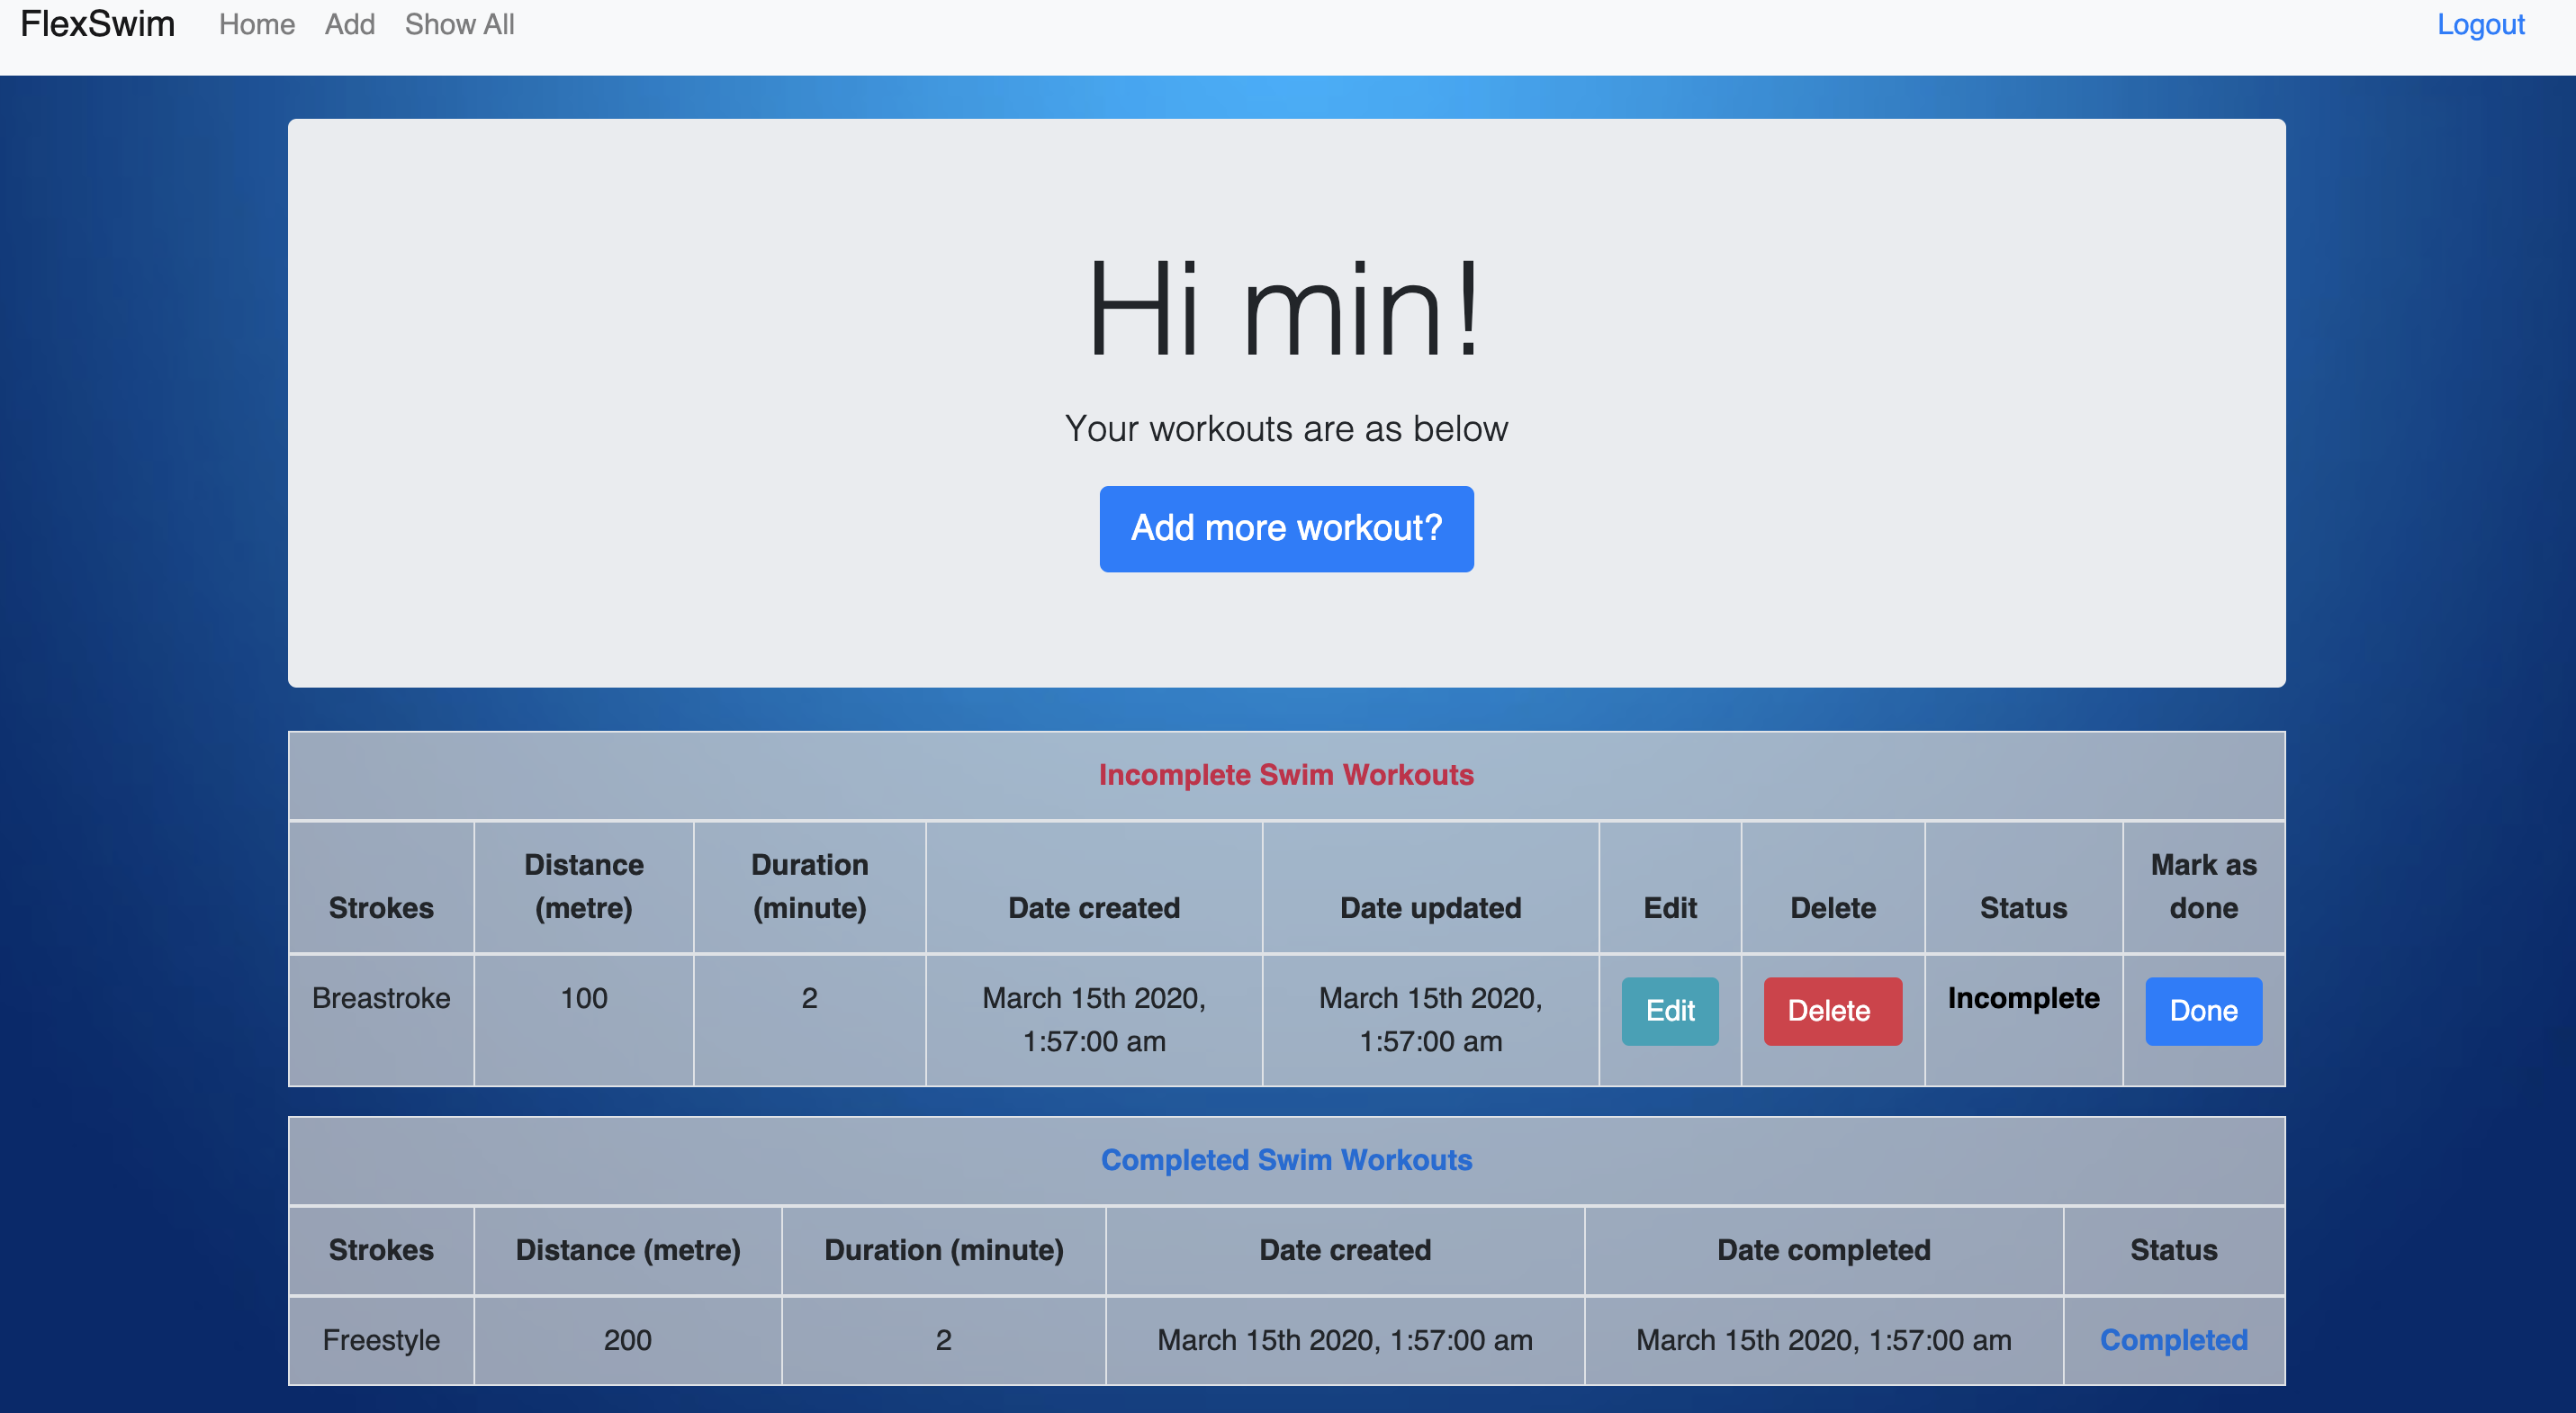 FlexSwim Home Add Show All Logout
Hi min!
Your workouts are as below
Add more workout?
Incomplete Swim Workouts
Strokes Distance (metre) Duration (minute) Date created Date updated Edit Delete Status Mark as done
Breastroke 100 2 March 15th 2020, 1:57:00 am March 15th 2020, 1:57:00 am Edit Delete Incomplete Done
Completed Swim Workouts
Strokes Distance (metre) Duration (minute) Date created Date completed Status
Freestyle 200 2 March 15th 2020, 1:57:00 am March 15th 2020, 1:57:00 am Completed